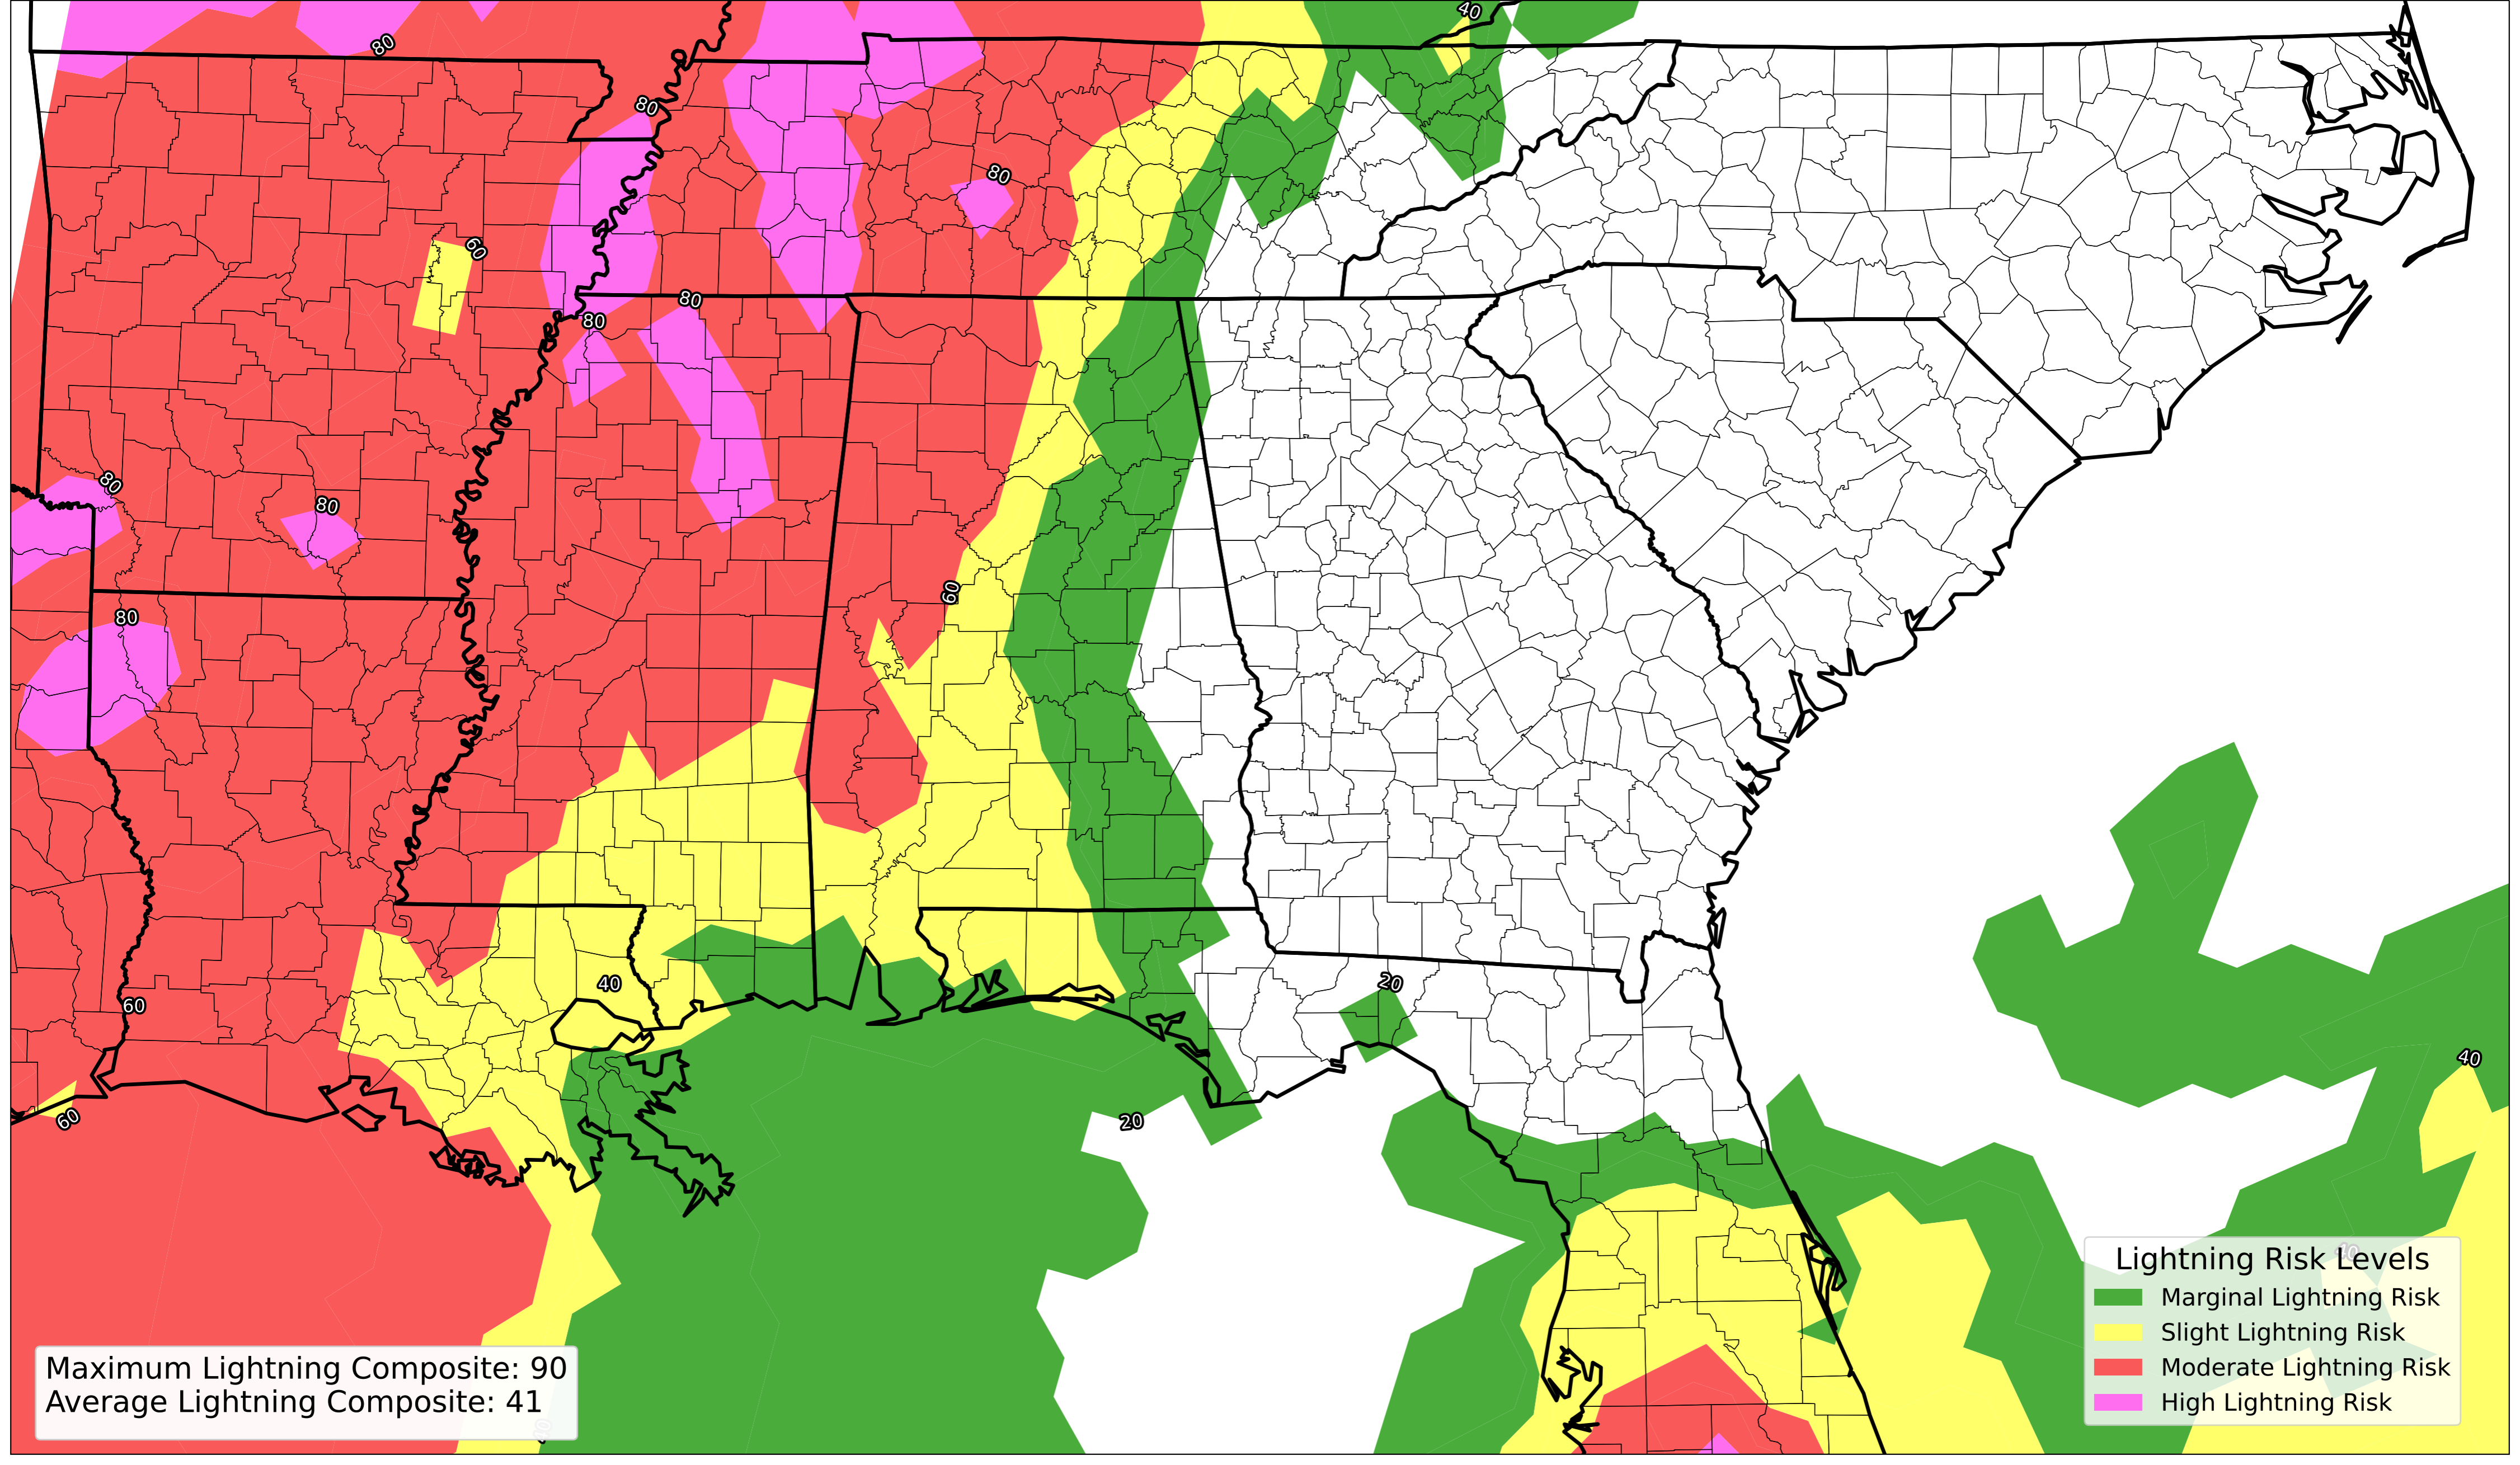 40
80
80
80
60
80
80
80
80
80
60
40
20
60
40
20
60
Lightning Risk Levels
Marginal Lightning Risk
Slight Lightning Risk
Moderate Lightning Risk
High Lightning Risk
40
Maximum Lightning Composite: 90
Average Lightning Composite: 41